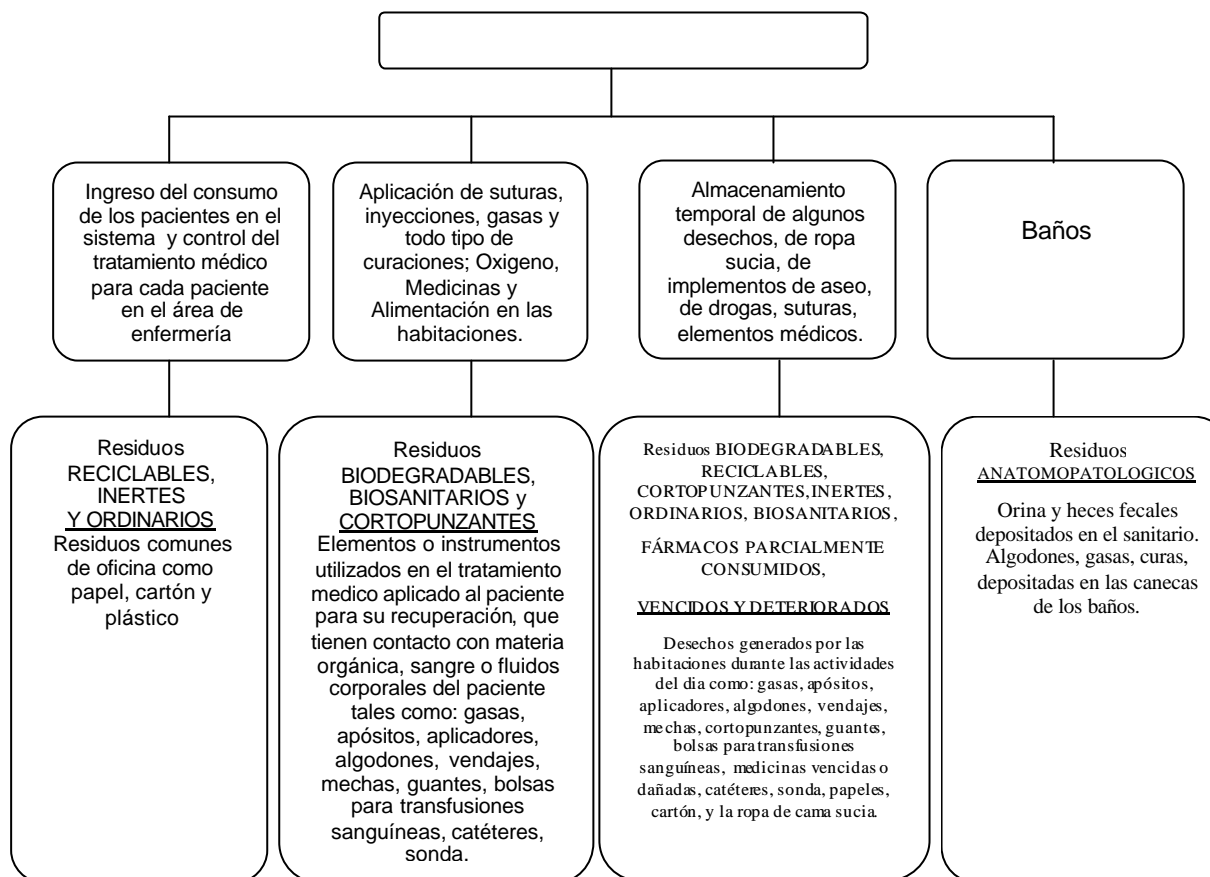 Ingreso del consumo
de los pacientes en el
sistema y control del
tratamiento médico
para cada paciente
en el área de
enfermería
Aplicación de suturas,
inyecciones, gasas y
todo tipo de
curaciones; Oxigeno,
Medicinas y
Alimentación en las
habitaciones.
Almacenamiento
temporal de algunos
desechos, de ropa
sucia, de
implementos de aseo,
de drogas, suturas,
elementos médicos.
Baños
Residuos
RECICLABLES,
INERTES
Y ORDINARIOS
Residuos comunes
de oficina como
papel, cartón y
plástico
Residuos
BIODEGRADABLES,
BIOSANITARIOS y
CORTOPUNZANTES
Elementos o instrumentos
utilizados en el tratamiento
medico aplicado al paciente
para su recuperación, que
tienen contacto con materia
orgánica, sangre o fluidos
corporales del paciente
tales como: gasas,
apósitos, aplicadores,
algodones, vendajes,
mechas, guantes, bolsas
para transfusiones
sanguíneas, catéteres,
sonda.
Residuos BIODEGRADABLES,
RECICLABLES,
CORTOPUNZANTES, INERTES,
ORDINARIOS, BIOSANITARIOS,
FÁRMACOS PARCIALMENTE
CONSUMIDOS,
VENCIDOS Y DETERIORADOS
Desechos generados por las
habitaciones durante las actividades
del dia como: gasas, apósitos,
aplicadores, algodones, vendajes,
mechas, cortopunzantes, guantes,
bolsas para transfusiones
sanguíneas, medicinas vencidas o
dañadas, catéteres, sonda, papeles,
cartón, y la ropa de cama sucia.
Residuos
ANATOMOPATOLOGICOS
Orina y heces fecales
depositados en el sanitario.
Algodones, gasas, curas,
depositadas en las canecas
de los baños.